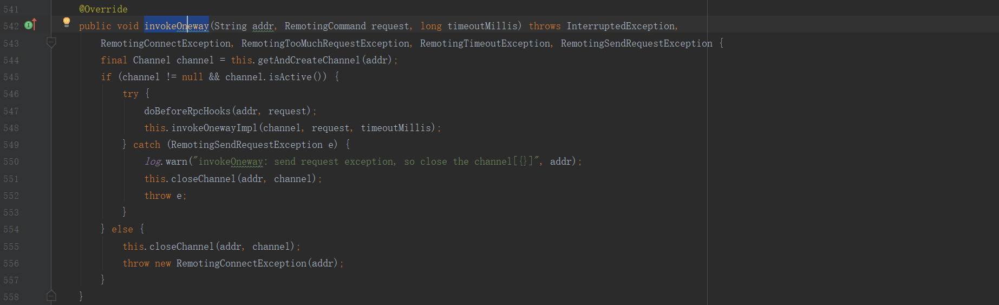 541 @Override
542 public void invokeOneway(String addr, RemotingCommand request, long timeoutMillis) throws InterruptedException,
543 RemotingConnectException, RemotingTooMuchRequestException, RemotingTimeoutException, RemotingSendRequestException {
544 final Channel channel = this.getAndCreateChannel(addr);
545 if (channel != null && channel.isActive()) {
546 try {
547 doBeforeRpcHooks(addr, request);
548 this.invokeOnewayImpl(channel, request, timeoutMillis);
549 } catch (RemotingSendRequestException e) {
550 log.warn("invokeOneway: send request exception, so close the channel[{}]", addr);
551 this.closeChannel(addr, channel);
552 throw e;
553 }
554 } else {
555 this.closeChannel(addr, channel);
556 throw new RemotingConnectException(addr);
557 }
558 }